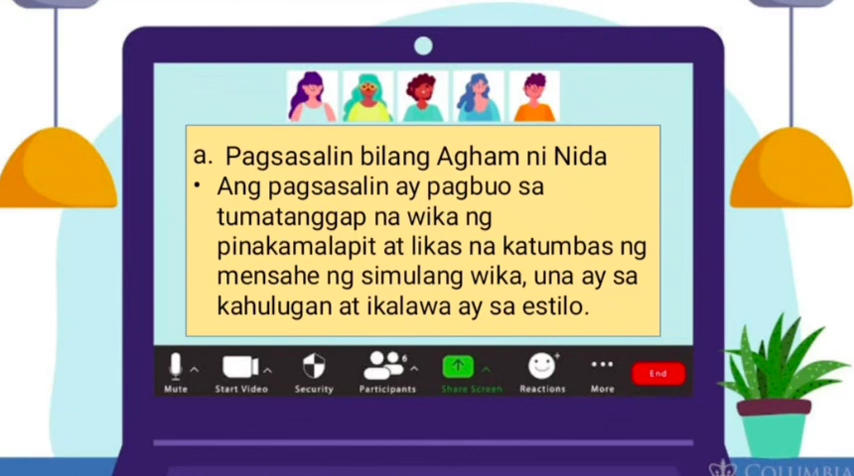 a. Pagsasalin bilang Agham ni Nida
• Ang pagsasalin ay pagbuo sa
tumatanggap na wika ng
pinakamalapit at likas na katumbas ng
mensahe ng simulang wika, una ay sa
kahulugan at ikalawa ay sa estilo.
Mute Start Video Security Participants 6 Share Screen Reactions More End
COLUMBIA